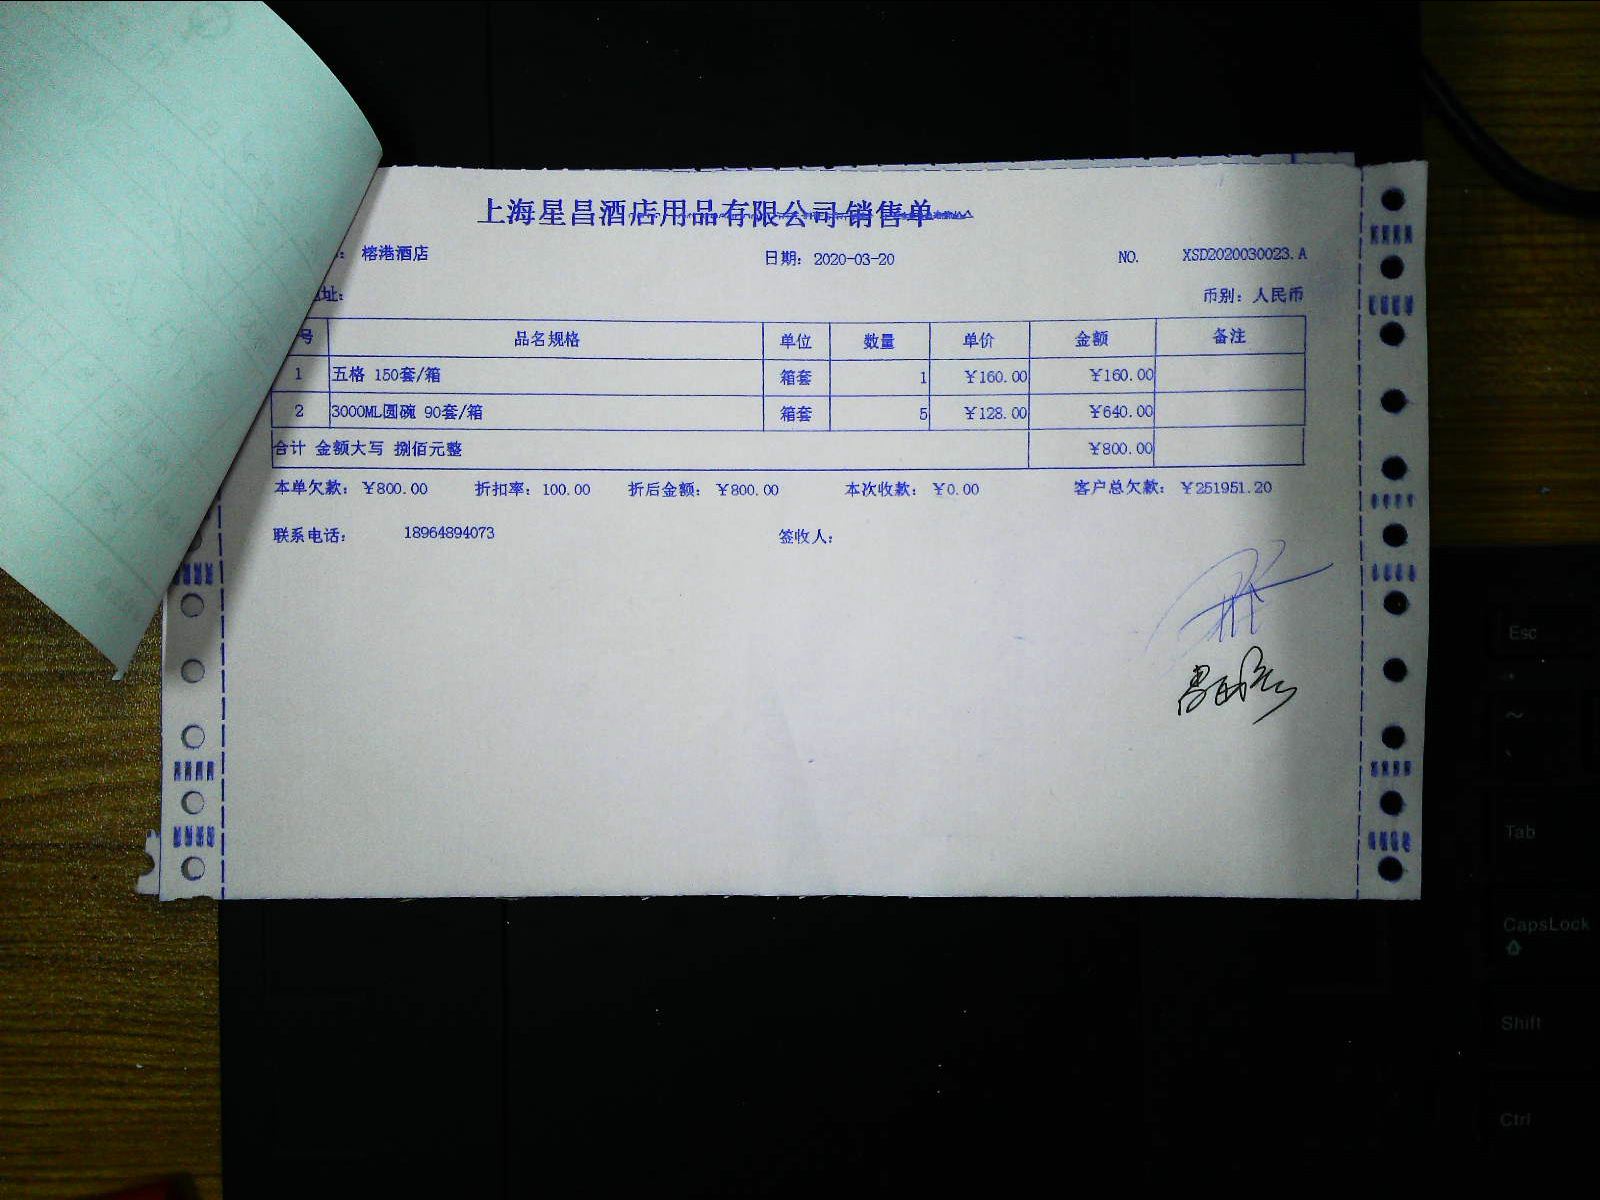 上海星昌酒店用品有限公司销售单
：榕港酒店 日期：2020-03-20 NO. XSD2020030023.A
址： 币别：人民币
号 品名规格 单位 数量 单价 金额 备注
1 五格 150套/箱 箱套 1 ￥160.00 ￥160.00
2 3000ML圆碗 90套/箱 箱套 5 ￥128.00 ￥640.00
合计 金额大写 捌佰元整 ￥800.00
本单欠款：￥800.00 折扣率：100.00 折后金额：￥800.00 本次收款：￥0.00 客户总欠款：￥251951.20
联系电话： 18964894073 签收人：
Esc
~
Tab
CapsLock
Shift
Ctrl